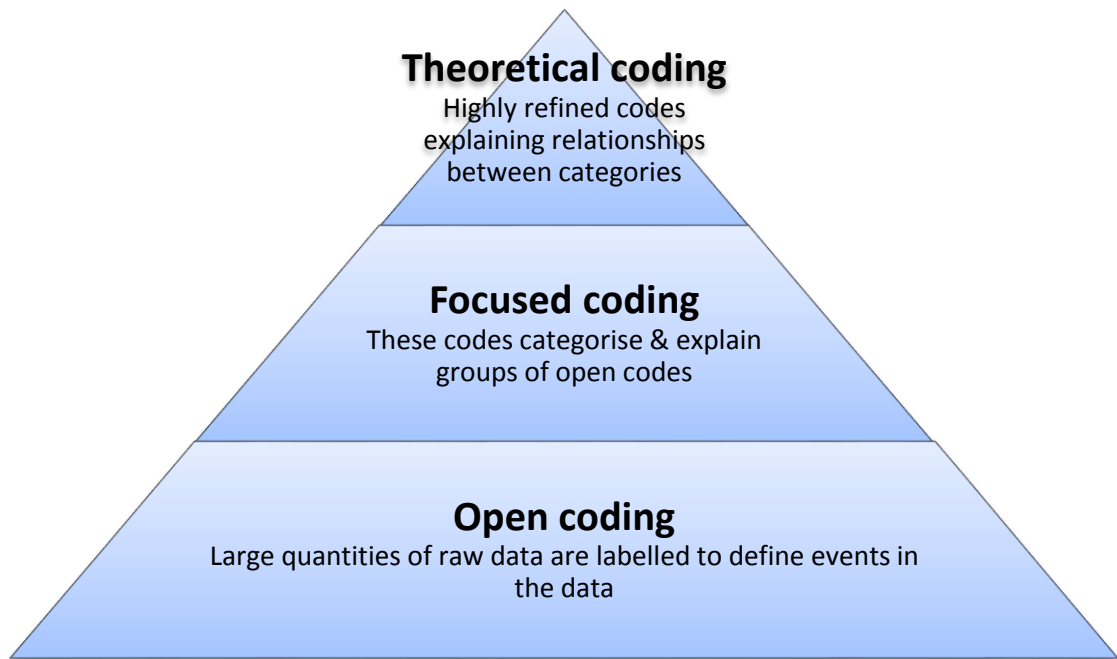 Theoretical coding
Highly refined codes
explaining relationships
between categories
Focused coding
These codes categorise & explain
groups of open codes
Open coding
Large quantities of raw data are labelled to define events in
the data